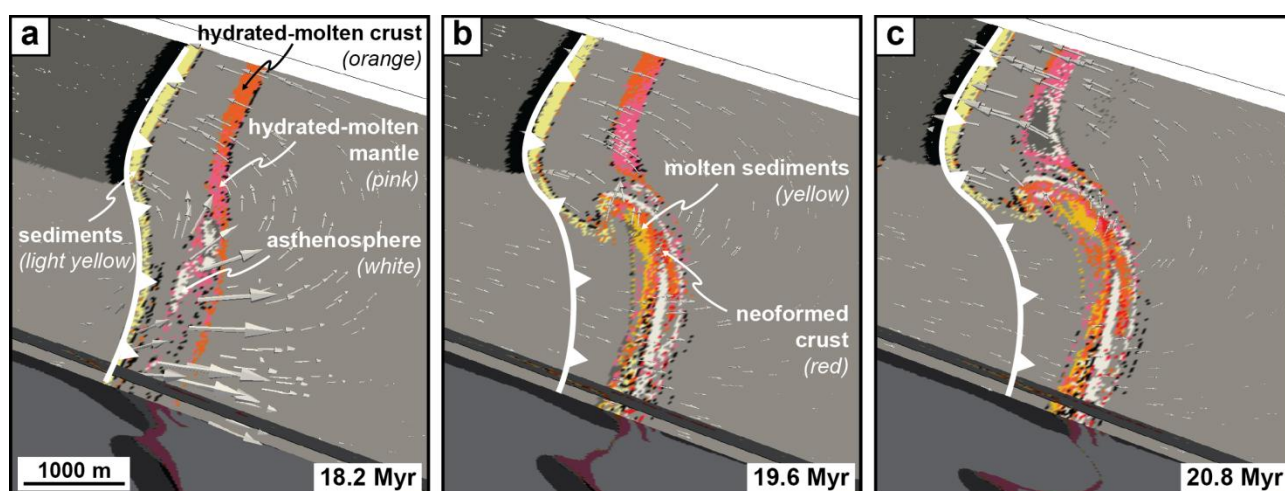 a
hydrated-molten crust
(orange)
hydrated-molten
mantle
(pink)
sediments
(light yellow)
asthenosphere
(white)
1000 m
18.2 Myr
b
molten sediments
(yellow)
neoformed
crust
(red)
19.6 Myr
c
20.8 Myr